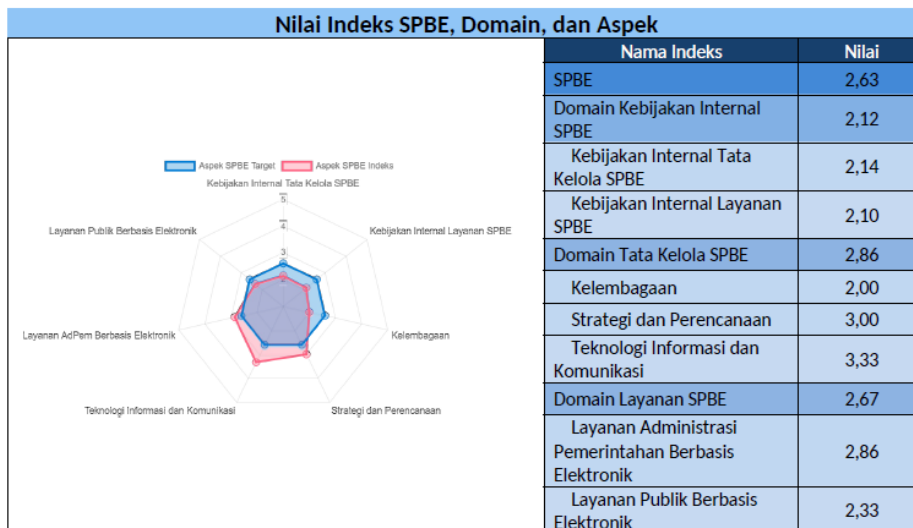 Nilai Indeks SPBE, Domain, dan Aspek
Aspek SPBE Target
Aspek SPBE Indeks
Kebijakan Internal Tata Kelola SPBE
5
4
3
2
Layanan Publik Berbasis Elektronik
Kebijakan Internal Layanan SPBE
Layanan AdPem Berbasis Elektronik
Kelembagaan
Teknologi Informasi dan Komunikasi
Strategi dan Perencanaan
Nama Indeks
Nilai
SPBE
2,63
Domain Kebijakan Internal
SPBE
2,12
Kebijakan Internal Tata
Kelola SPBE
2,14
Kebijakan Internal Layanan
SPBE
2,10
Domain Tata Kelola SPBE
2,86
Kelembagaan
2,00
Strategi dan Perencanaan
3,00
Teknologi Informasi dan
Komunikasi
3,33
Domain Layanan SPBE
2,67
Layanan Administrasi
Pemerintahan Berbasis
Elektronik
2,86
Layanan Publik Berbasis
Elektronik
2,33